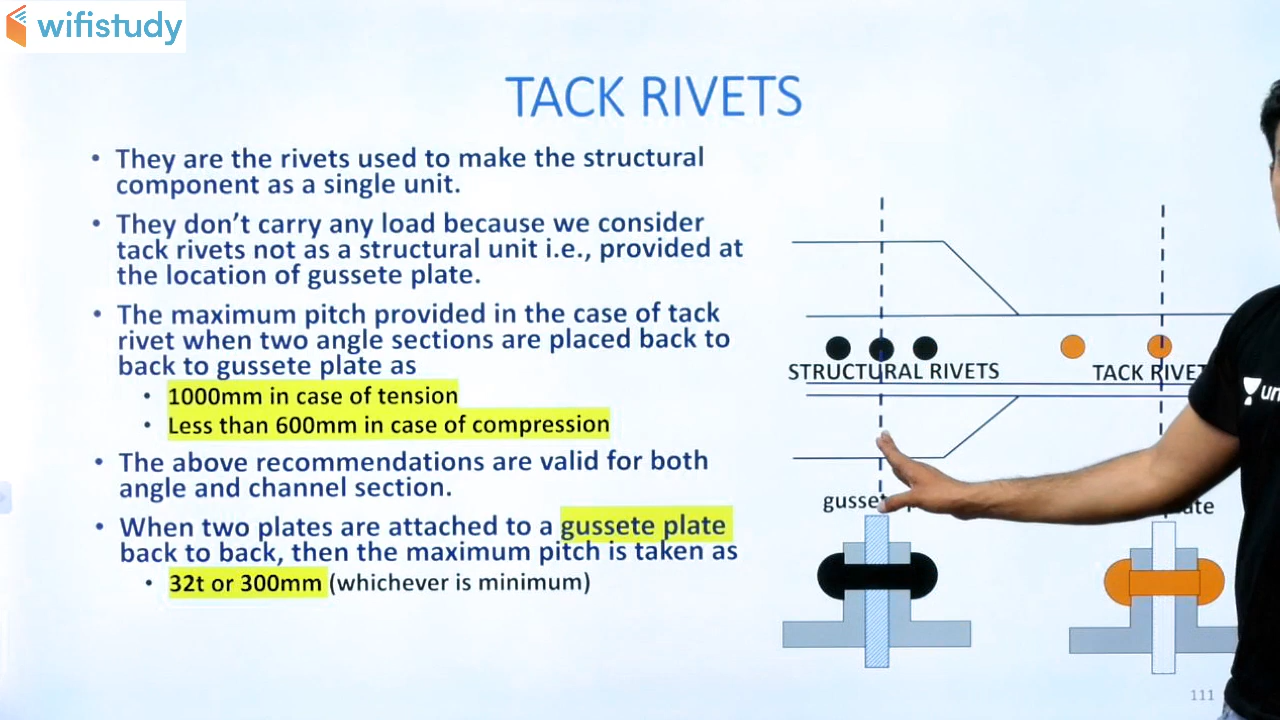 wifistudy
TACK RIVETS
• They are the rivets used to make the structural
component as a single unit.
• They don't carry any load because we consider
tack rivets not as a structural unit i.e., provided at
the location of gussete plate.
• The maximum pitch provided in the case of tack
rivet when two angle sections are placed back to
back to gussete plate as
• 1000mm in case of tension
• Less than 600mm in case of compression
• The above recommendations are valid for both
angle and channel section.
• When two plates are attached to a gussete plate
back to back, then the maximum pitch is taken as
• 32t or 300mm (whichever is minimum)
STRUCTURAL RIVETS
TACK RIVET
un
111